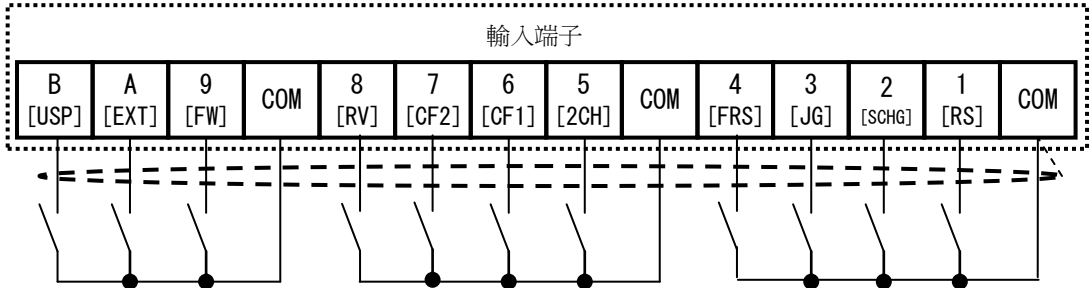 輸入端子
B A 9 COM 8 7 6 5 COM 4 3 2 1 COM
[USP] [EXT] [FW] [RV] [CF2] [CF1] [2CH] [FRS] [JG] [SCHG] [RS]